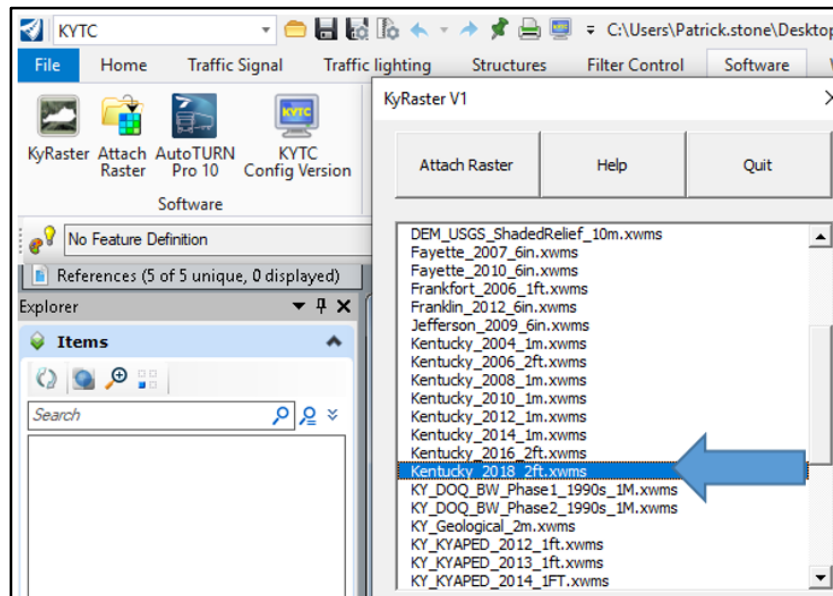 KYTC
C:\Users\Patrick.stone\Desktop
File Home Traffic Signal Traffic lighting Structures Filter Control Software
KyRaster V1
KYTC
KyRaster Attach Raster AutoTURN Pro 10 KYTC Config Version
Software
Attach Raster Help Quit
No Feature Definition
References (5 of 5 unique, 0 displayed)
Explorer
Items
Search
DEM_USGS_ShadedRelief_10m.xwms
Fayette_2007_6in.xwms
Fayette_2010_6in.xwms
Frankfort_2006_1ft.xwms
Franklin_2012_6in.xwms
Jefferson_2009_6in.xwms
Kentucky_2004_1m.xwms
Kentucky_2006_2ft.xwms
Kentucky_2008_1m.xwms
Kentucky_2010_1m.xwms
Kentucky_2012_1m.xwms
Kentucky_2014_1m.xwms
Kentucky_2016_2ft.xwms
Kentucky_2018_2ft.xwms
KY_DOQ_BW_Phase1_1990s_1M.xwms
KY_DOQ_BW_Phase2_1990s_1M.xwms
KY_Geological_2m.xwms
KY_KYAPED_2012_1ft.xwms
KY_KYAPED_2013_1ft.xwms
KY_KYAPED_2014_1FT.xwms